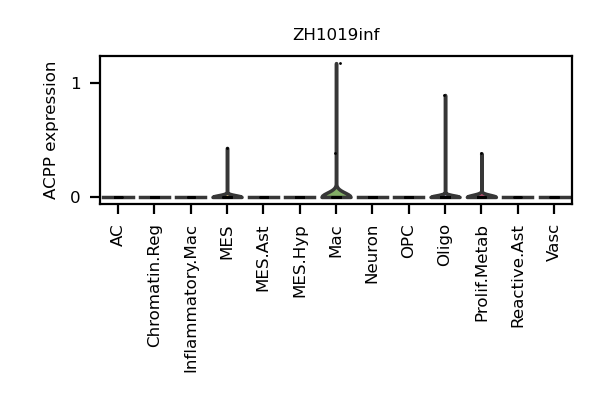 ZH1019inf
ACPP expression
1
0
AC
Chromatin.Reg
Inflammatory.Mac
MES
MES.Ast
MES.Hyp
Mac
Neuron
OPC
Oligo
Prolif.Metab
Reactive.Ast
Vasc